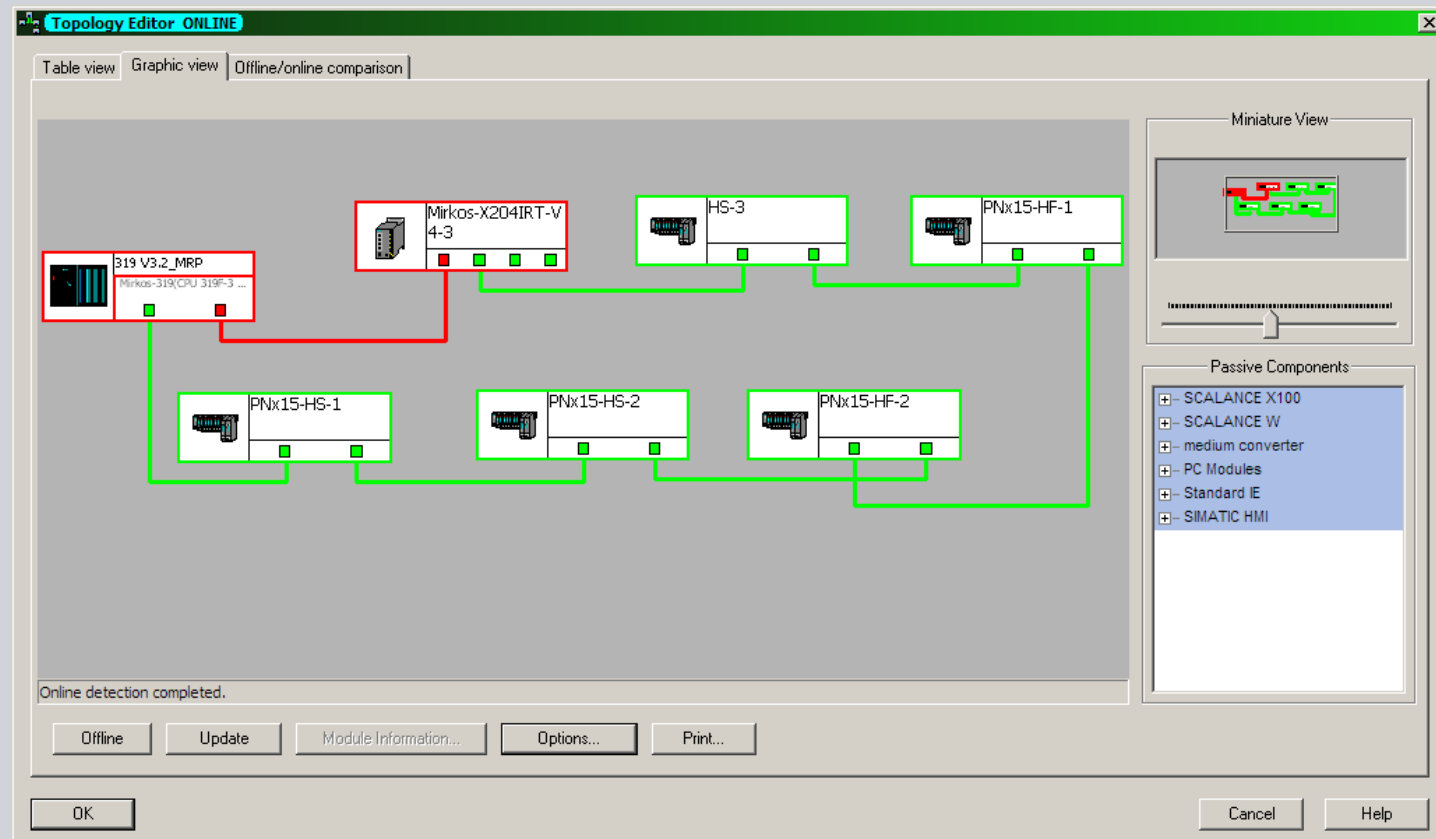 Topology Editor ONLINE
Table view
Graphic view
Offline/online comparison
Miniature View
Mirkos-X204IRT-V
4-3
HS-3
PNx15-HF-1
319 V3.2_MRP
Mirkos-319(CPU 319F-3 ...
Passive Components
PNx15-HS-1
PNx15-HS-2
PNx15-HF-2
SCALANCE X100
SCALANCE W
medium converter
PC Modules
Standard IE
SIMATIC HMI
Online detection completed.
Offline
Update
Module Information...
Options...
Print...
OK
Cancel
Help